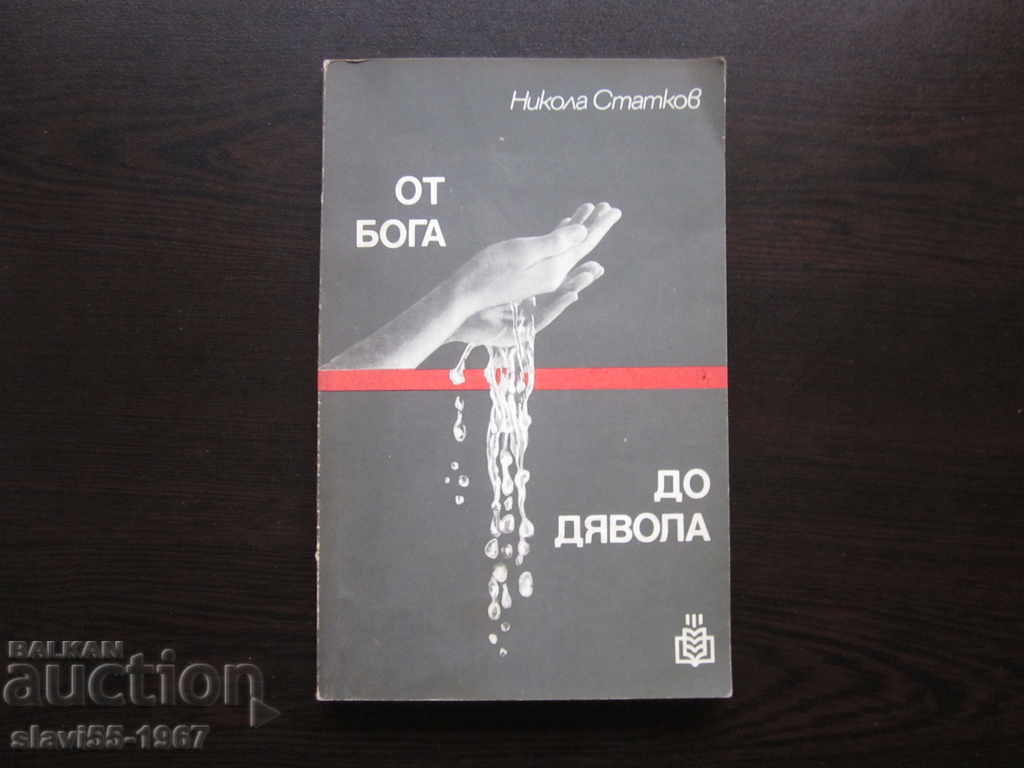 Никола Статков
ОТ
БОГА
ДО
ДЯВОЛА
BALKAN
auction
slavi55-1967